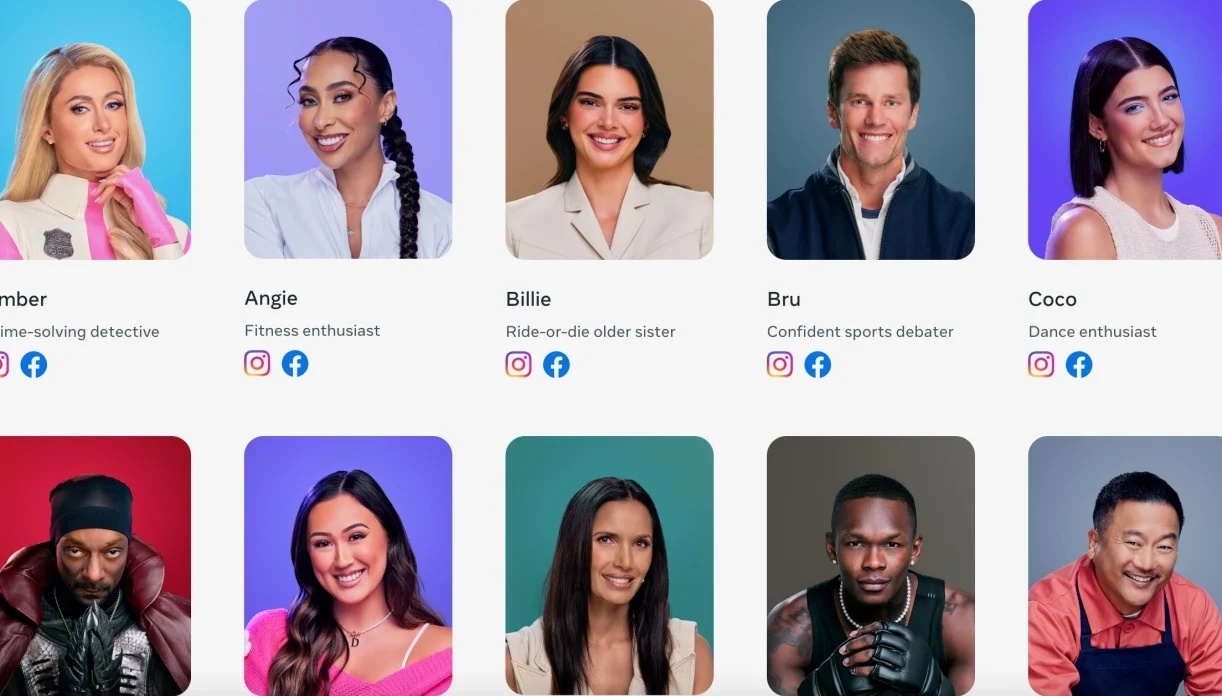 mber
Angie
Billie
Bru
Coco
ime-solving detective
Fitness enthusiast
Ride-or-die older sister
Confident sports debater
Dance enthusiast
D